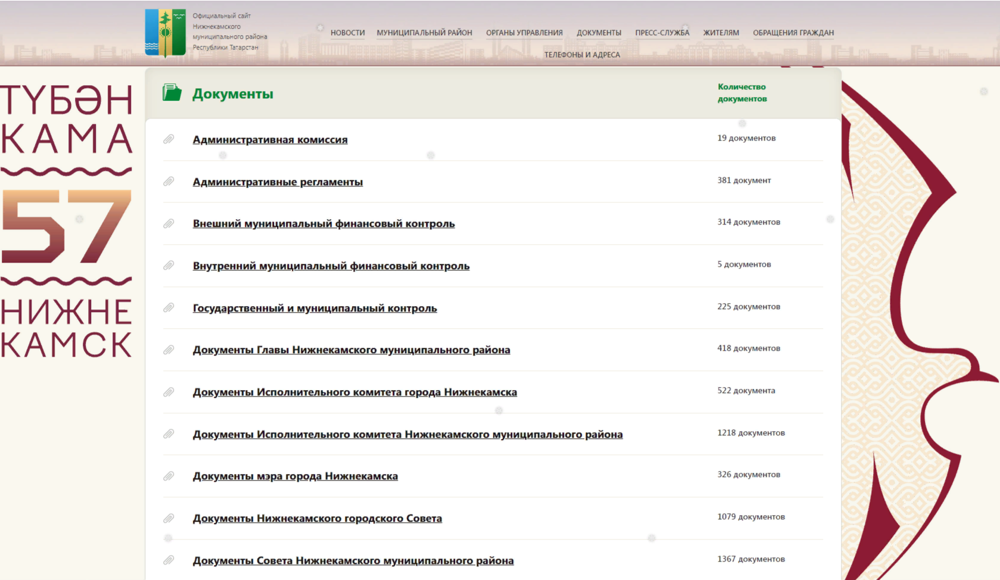 Официальный сайт
Нижнекамского
муниципального района
Республики Татарстан
НОВОСТИ МУНИЦИПАЛЬНЫЙ РАЙОН ОРГАНЫ УПРАВЛЕНИЯ ДОКУМЕНТЫ ПРЕСС-СЛУЖБА ЖИТЕЛЯМ ОБРАЩЕНИЯ ГРАЖДАН
ТЕЛЕФОНЫ И АДРЕСА
ТҮБӘН
КАМА
57
НИЖНЕ
КАМСК
Документы
Количество
документов
Административная комиссия 19 документов
Административные регламенты 381 документ
Внешний муниципальный финансовый контроль 314 документов
Внутренний муниципальный финансовый контроль 5 документов
Государственный и муниципальный контроль 225 документов
Документы Главы Нижнекамского муниципального района 418 документов
Документы Исполнительного комитета города Нижнекамска 522 документа
Документы Исполнительного комитета Нижнекамского муниципального района 1218 документов
Документы мэра города Нижнекамска 326 документов
Документы Нижнекамского городского Совета 1079 документов
Документы Совета Нижнекамского муниципального района 1367 документов